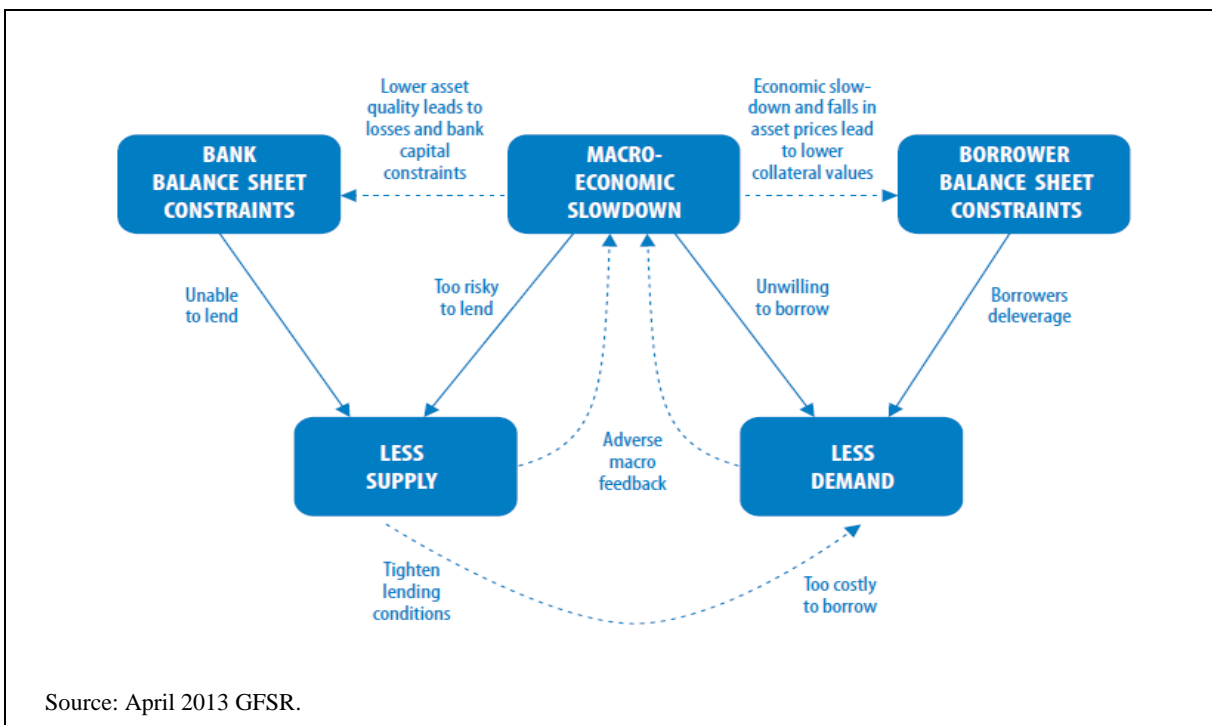 Lower asset
quality leads to
losses and bank
capital
constraints
Economic slow-
down and falls in
asset prices lead
to lower
collateral values
BANK
BALANCE SHEET
CONSTRAINTS
MACRO-
ECONOMIC
SLOWDOWN
BORROWER
BALANCE SHEET
CONSTRAINTS
Unable
to lend
Too risky
to lend
Unwilling
to borrow
Borrowers
deleverage
LESS
SUPPLY
Adverse
macro
feedback
LESS
DEMAND
Tighten
lending
conditions
Too costly
to borrow
Source: April 2013 GFSR.